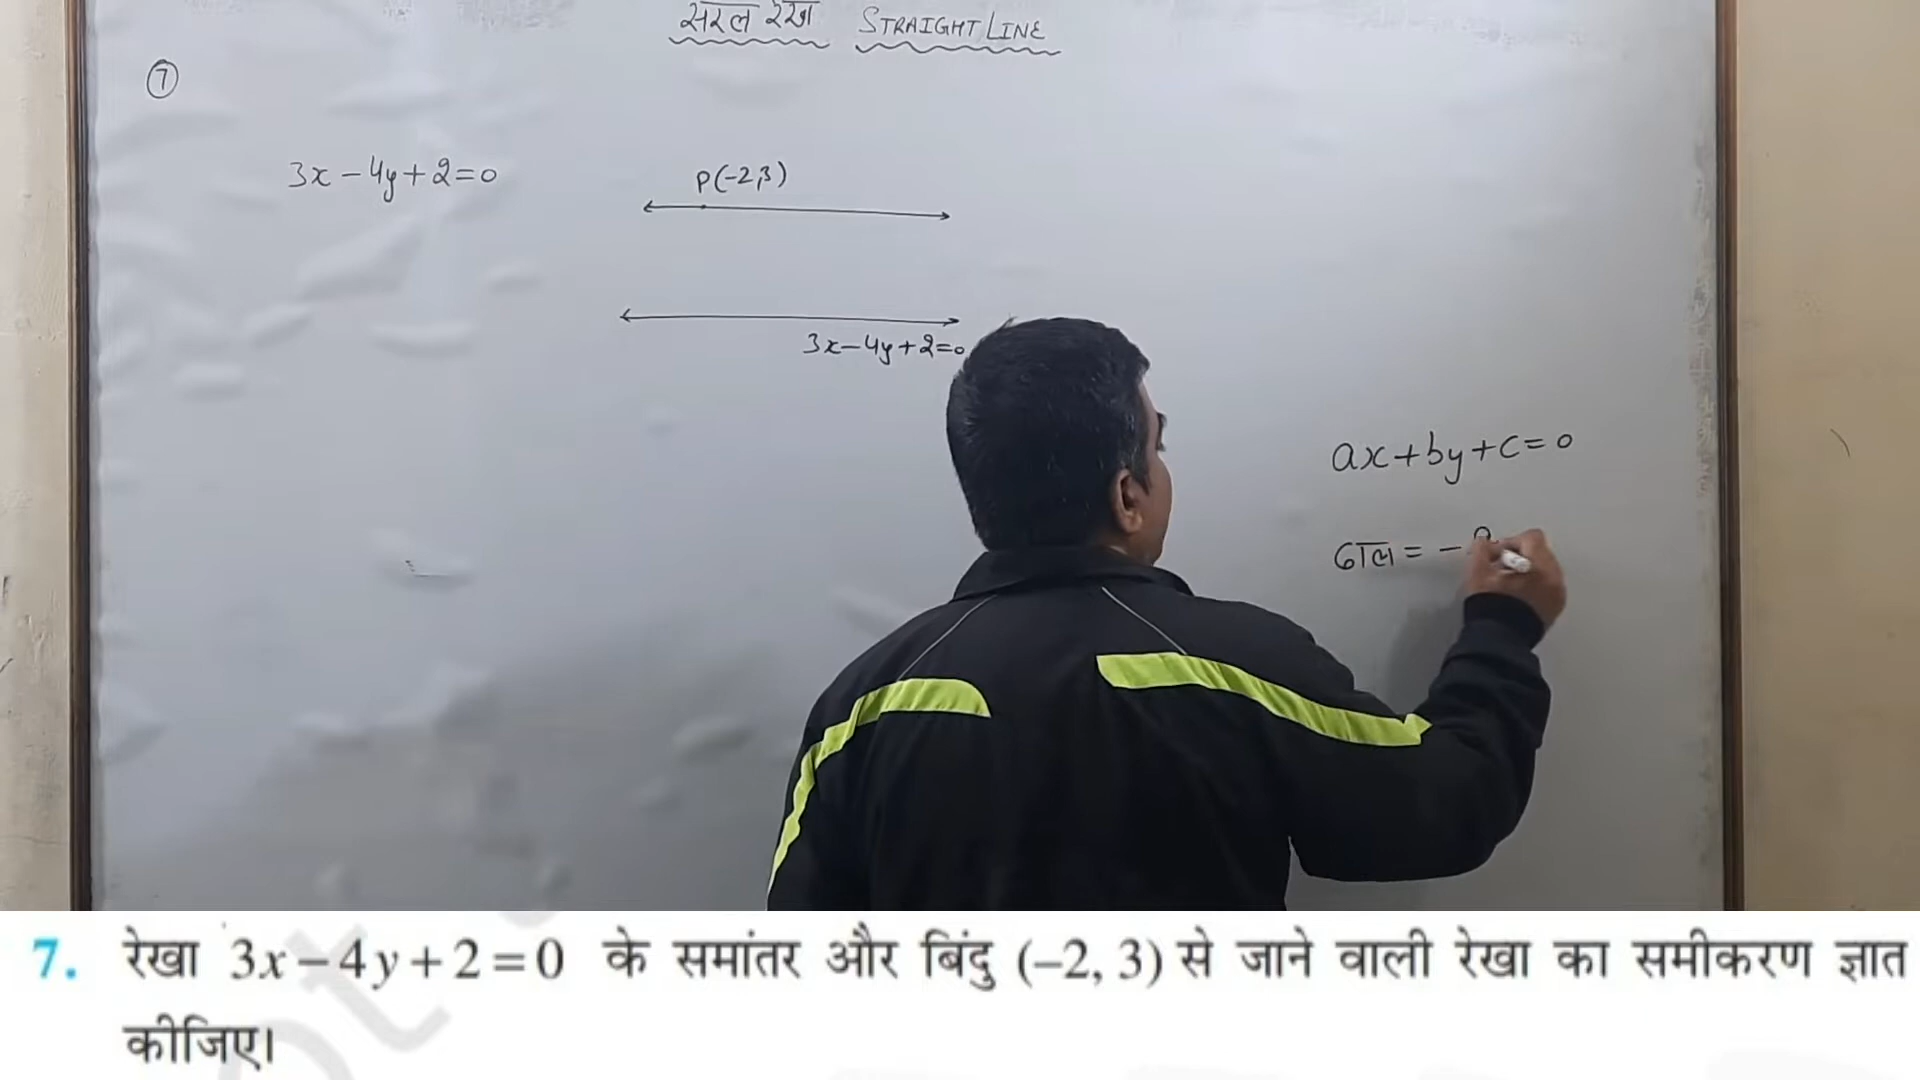 सरल रेखा STRAIGHT LINE
7
3x-4y+2=0
P(-2,3)
3x-4y+2=0
ax+by+c=0
ढाल = -
7. रेखा 3x-4y+2=0 के समांतर और बिंदु (–2, 3) से जाने वाली रेखा का समीकरण ज्ञात
कीजिए।